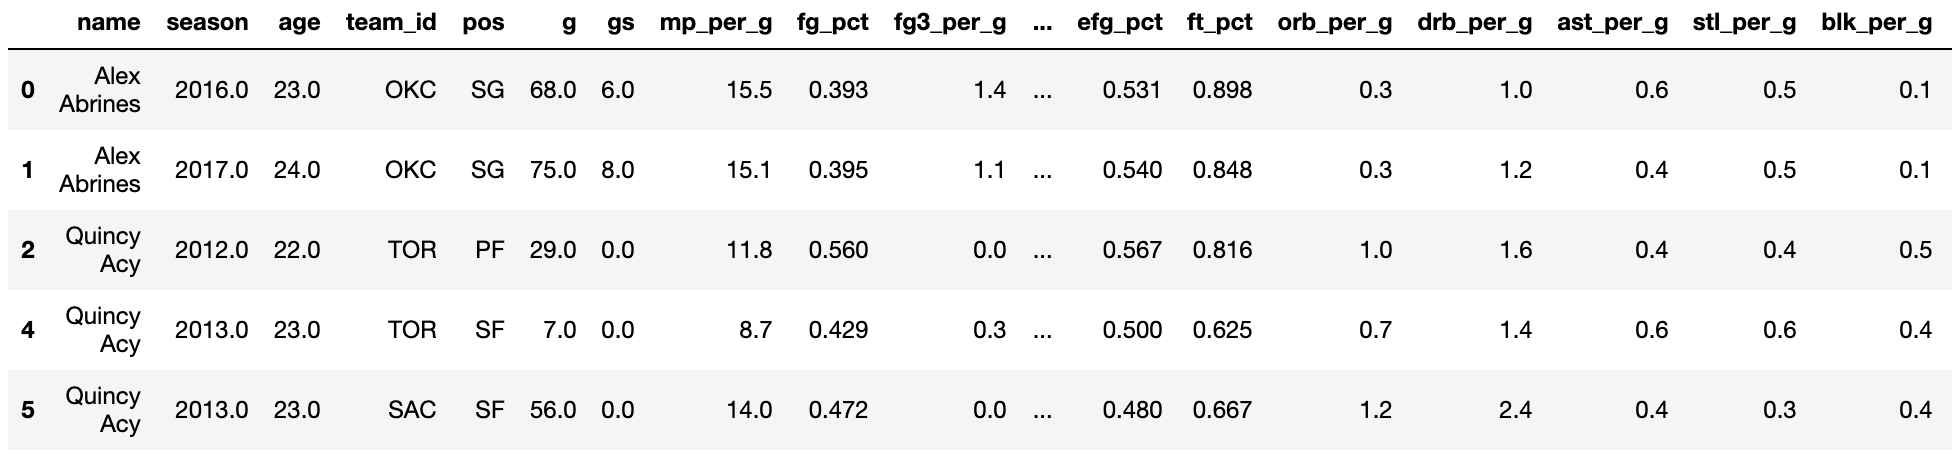 name season age team_id pos g gs mp_per_g fg_pct fg3_per_g ... efg_pct ft_pct orb_per_g drb_per_g ast_per_g stl_per_g blk_per_g
0 Alex Abrines 2016.0 23.0 OKC SG 68.0 6.0 15.5 0.393 1.4 ... 0.531 0.898 0.3 1.0 0.6 0.5 0.1
1 Alex Abrines 2017.0 24.0 OKC SG 75.0 8.0 15.1 0.395 1.1 ... 0.540 0.848 0.3 1.2 0.4 0.5 0.1
2 Quincy Acy 2012.0 22.0 TOR PF 29.0 0.0 11.8 0.560 0.0 ... 0.567 0.816 1.0 1.6 0.4 0.4 0.5
4 Quincy Acy 2013.0 23.0 TOR SF 7.0 0.0 8.7 0.429 0.3 ... 0.500 0.625 0.7 1.4 0.6 0.6 0.4
5 Quincy Acy 2013.0 23.0 SAC SF 56.0 0.0 14.0 0.472 0.0 ... 0.480 0.667 1.2 2.4 0.4 0.3 0.4